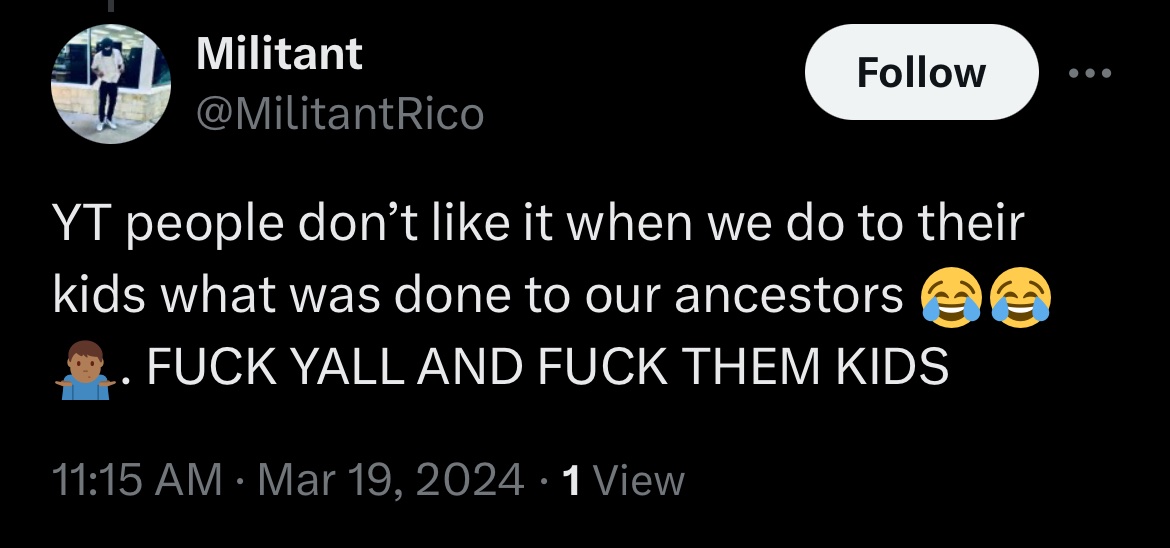 Militant
@MilitantRico
Follow
YT people don’t like it when we do to their
kids what was done to our ancestors 😂😂
🤷🏾‍♂️. FUCK YALL AND FUCK THEM KIDS
11:15 AM · Mar 19, 2024 · 1 View